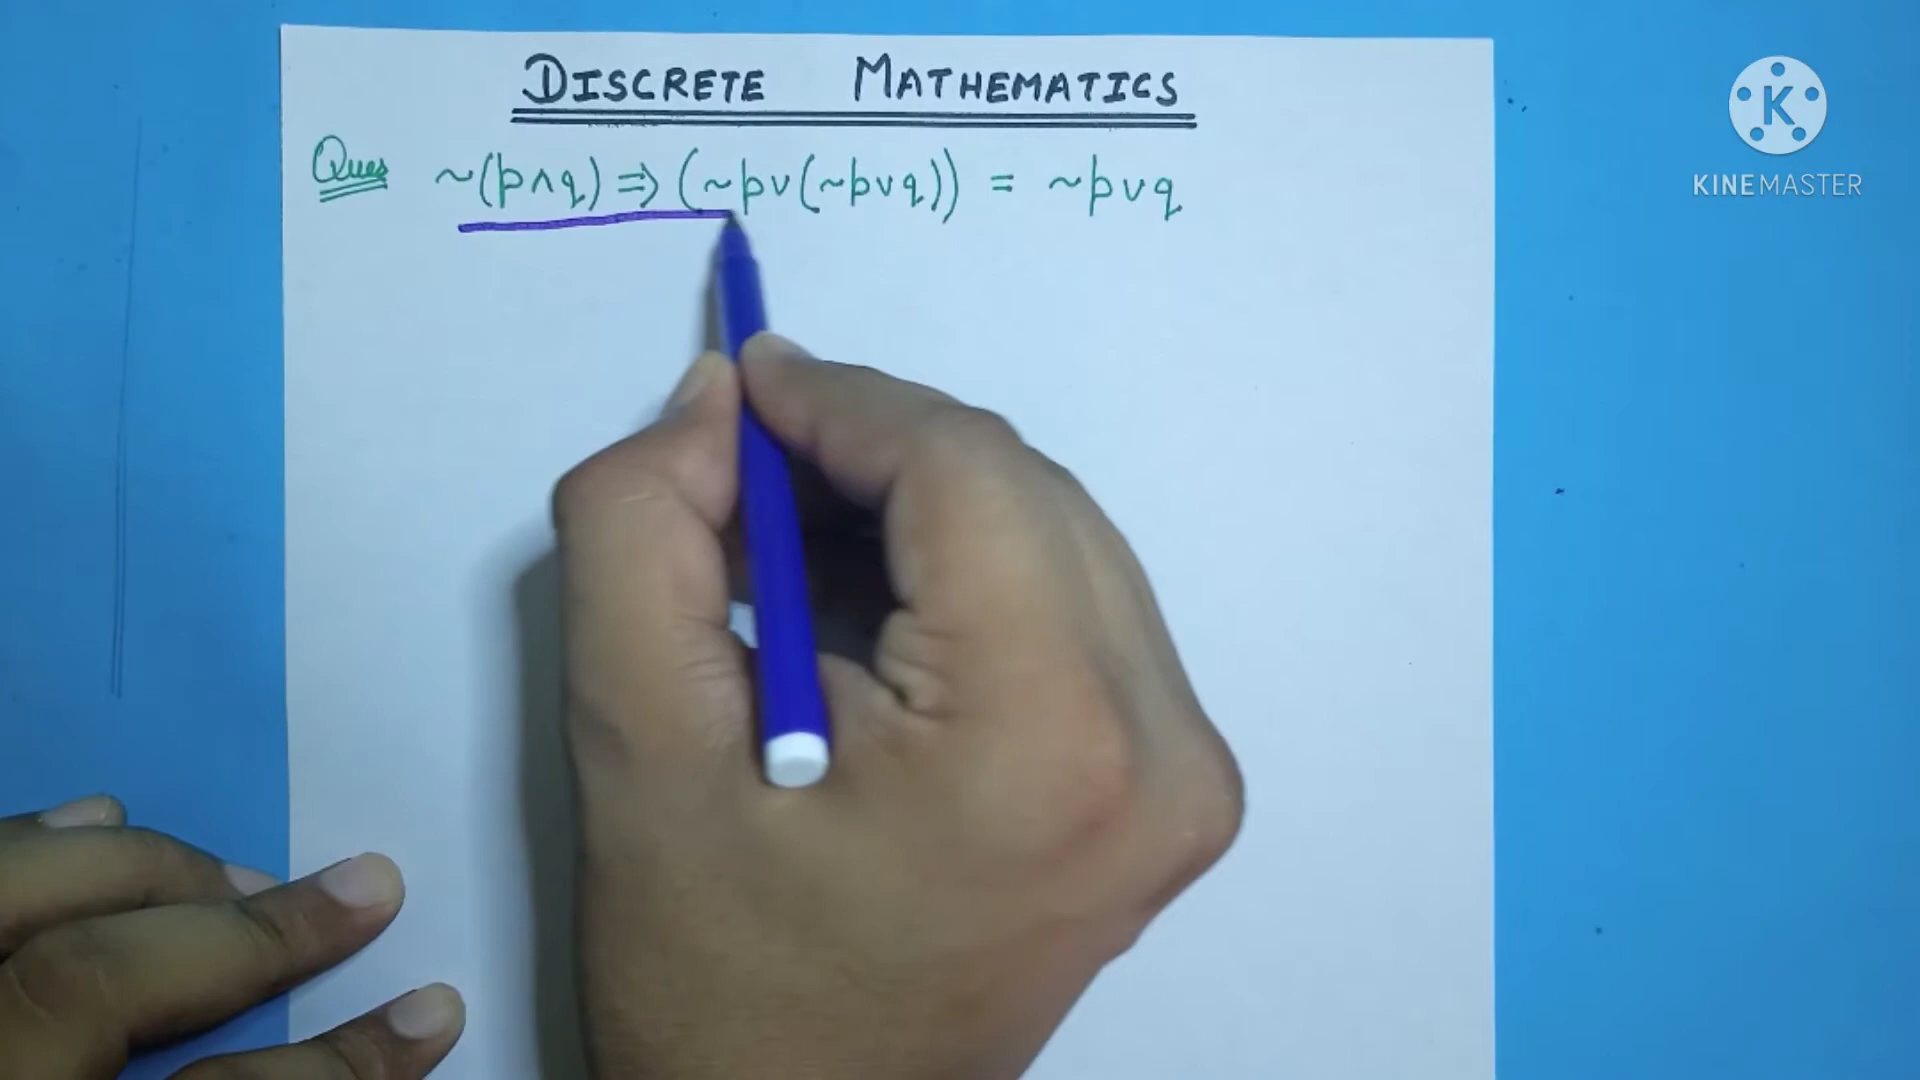 DISCRETE MATHEMATICS
Ques ~(p∧q) ⇒ (~p∨(~p∨q)) = ~p∨q
K
KINEMASTER